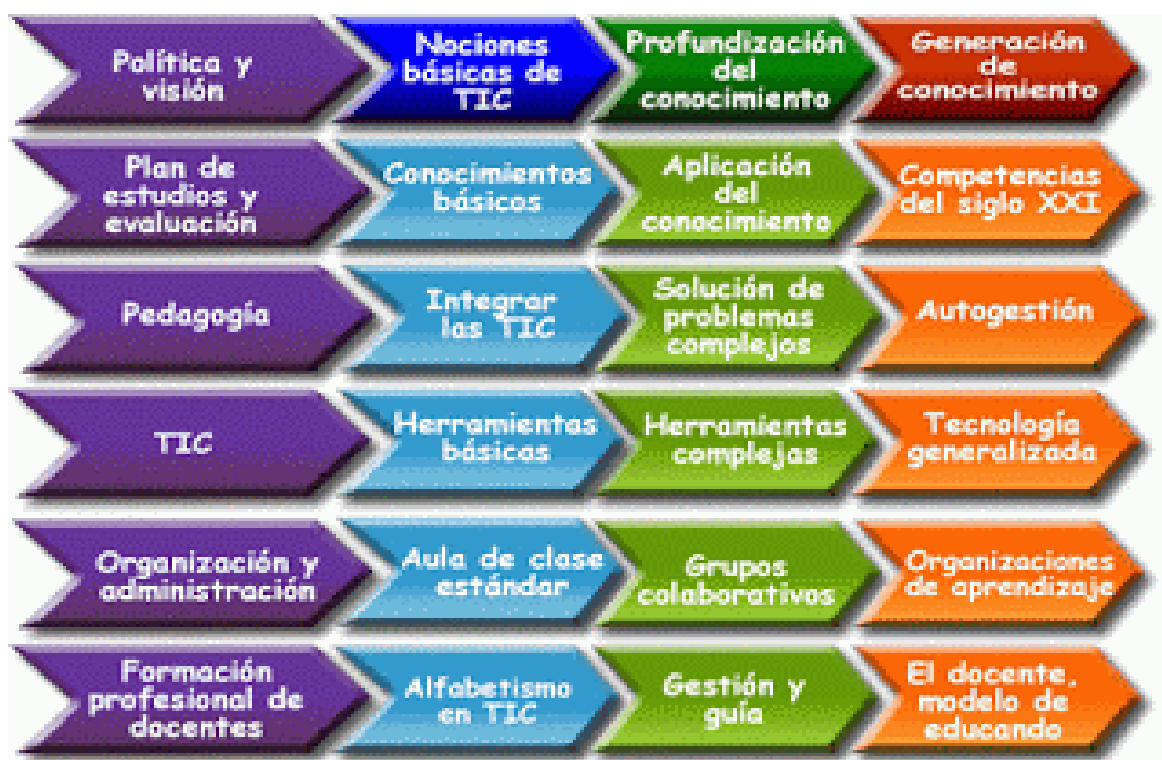 Política y
visión
Nociones
básicas de
TIC
Profundización
del
conocimiento
Generación
de
conocimiento
Plan de
estudios y
evaluación
Conocimientos
básicos
Aplicación
del
conocimiento
Competencias
del siglo XXI
Pedagogía
Integrar
las TIC
Solución de
problemas
complejos
Autogestión
TIC
Herramientas
básicas
Herramientas
complejas
Tecnología
generalizada
Organización y
administración
Aula de clase
estándar
Grupos
colaborativos
Organizaciones
de aprendizaje
Formación
profesional de
docentes
Alfabetismo
en TIC
Gestión y
guía
El docente,
modelo de
educando